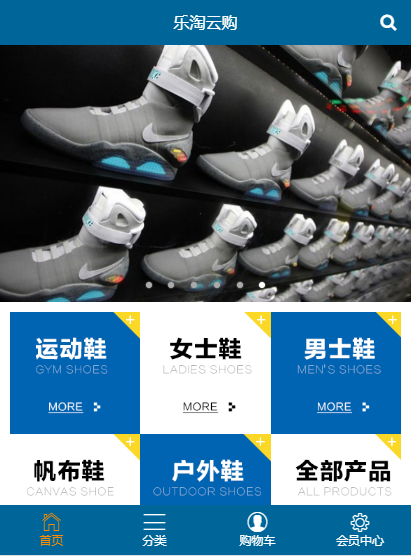 乐淘云购
运动鞋 女士鞋 男士鞋
GYM SHOES LADIES SHOES MEN'S SHOES
MORE MORE MORE
帆布鞋 户外鞋 全部产品
CANVAS SHOE OUTDOOR SHOES ALL PRODUCTS
首页 分类 购物车 会员中心